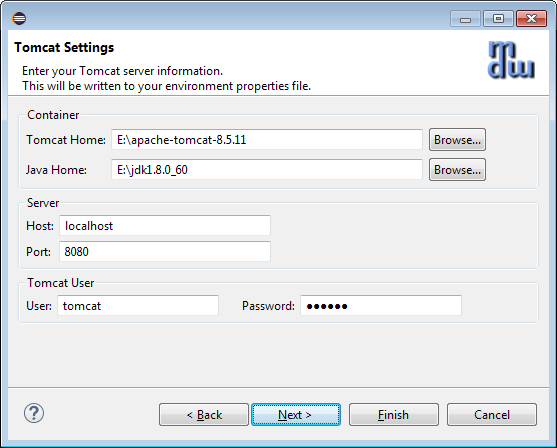 Tomcat Settings
Enter your Tomcat server information.
This will be written to your environment properties file.
mdw
Container
Tomcat Home: E:\apache-tomcat-8.5.11 Browse...
Java Home: E:\jdk1.8.0_60 Browse...
Server
Host: localhost
Port: 8080
Tomcat User
User: tomcat Password: ●●●●●●
? < Back Next > Finish Cancel